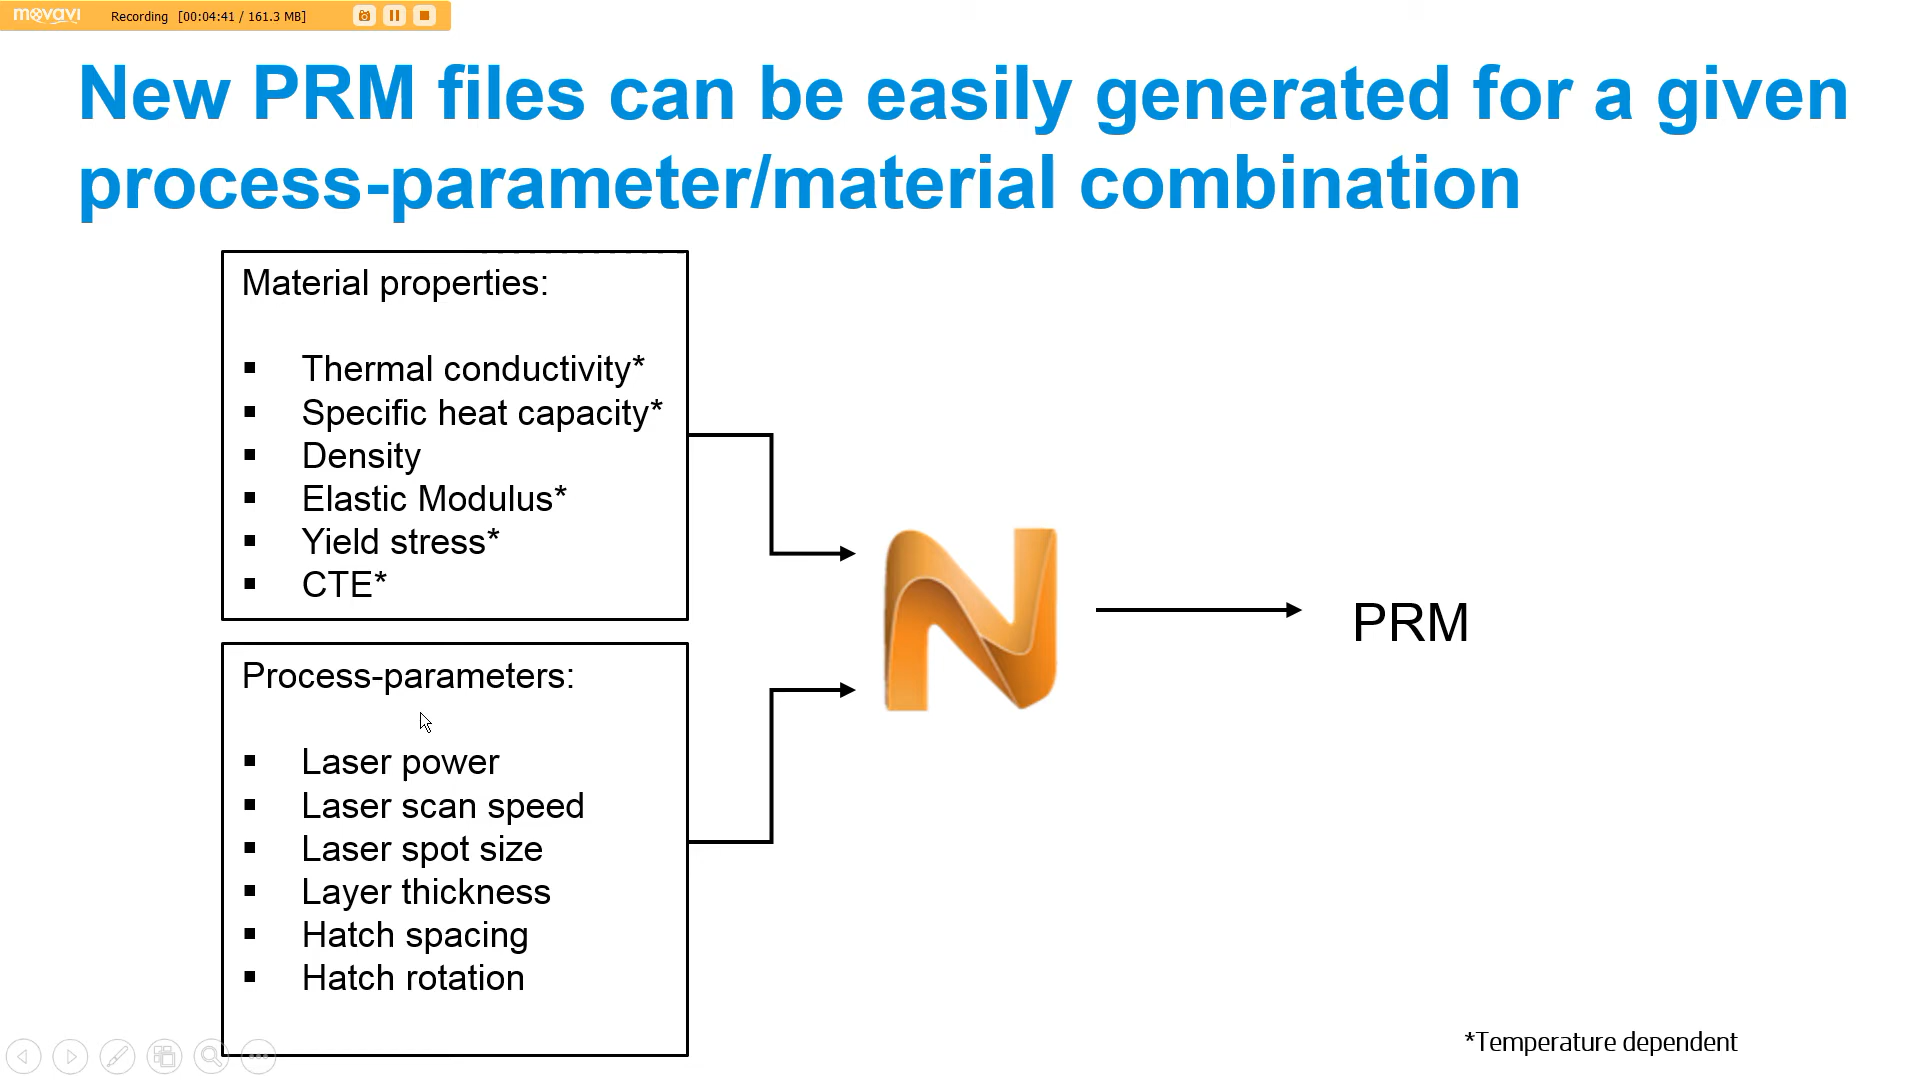 movavi Recording [00:04:41 / 161.3 MB]
New PRM files can be easily generated for a given
process-parameter/material combination
Material properties:
▪ Thermal conductivity*
▪ Specific heat capacity*
▪ Density
▪ Elastic Modulus*
▪ Yield stress*
▪ CTE*
PRM
Process-parameters:
▪ Laser power
▪ Laser scan speed
▪ Laser spot size
▪ Layer thickness
▪ Hatch spacing
▪ Hatch rotation
*Temperature dependent